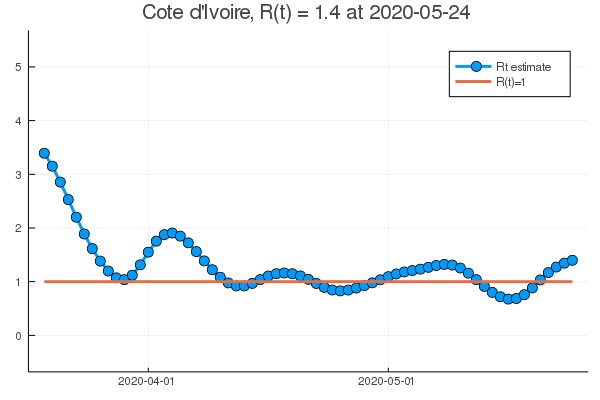 Cote d'Ivoire, R(t) = 1.4 at 2020-05-24
5
4
3
2
1
0
Rt estimate
R(t)=1
2020-04-01
2020-05-01